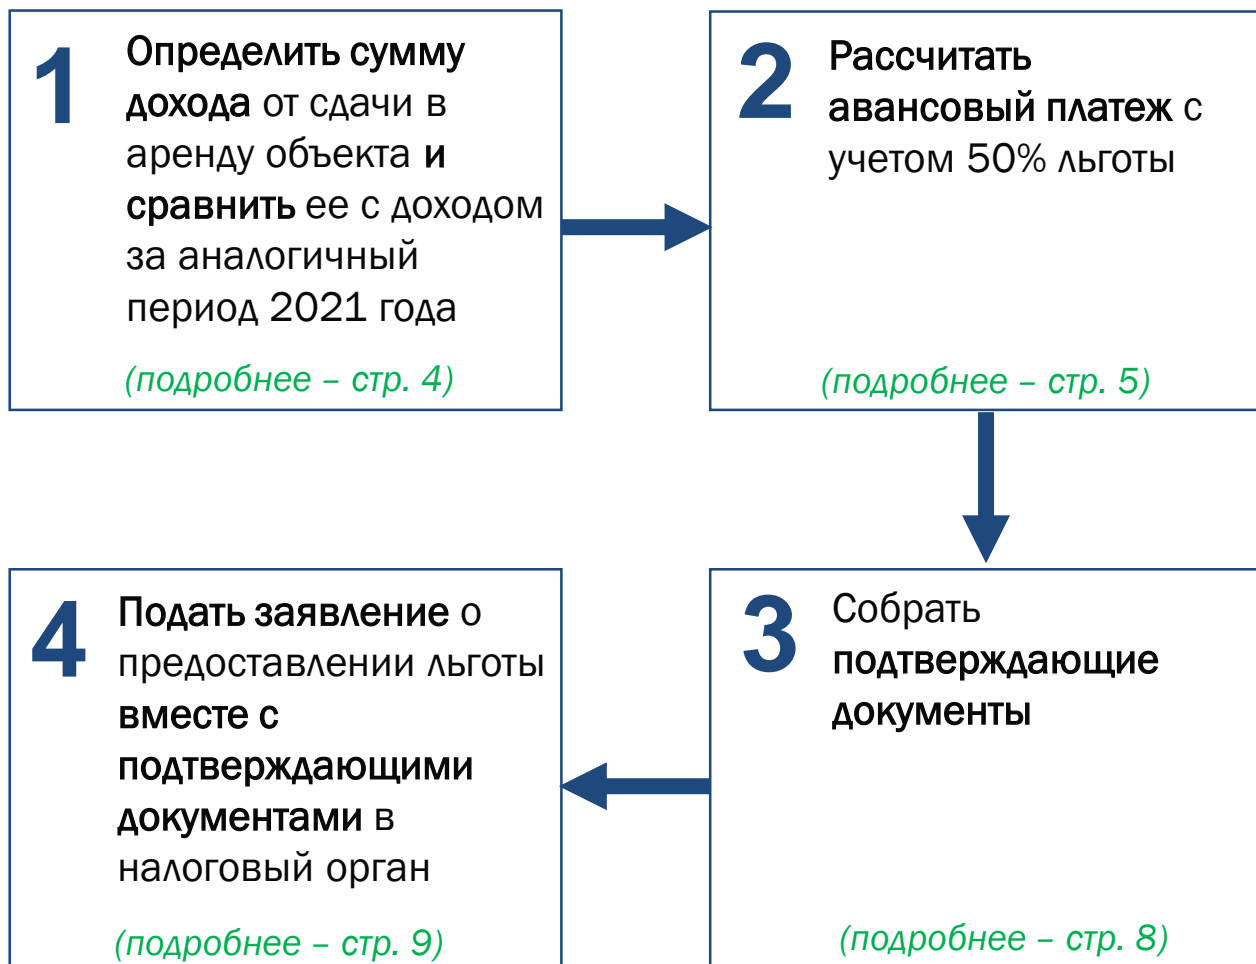 1
Определить сумму
дохода от сдачи в
аренду объекта и
сравнить ее с доходом
за аналогичный
период 2021 года
(подробнее – стр. 4)
2
Рассчитать
авансовый платеж с
учетом 50% льготы
(подробнее – стр. 5)
3
Собрать
подтверждающие
документы
(подробнее – стр. 8)
4
Подать заявление о
предоставлении льготы
вместе с
подтверждающими
документами в
налоговый орган
(подробнее – стр. 9)